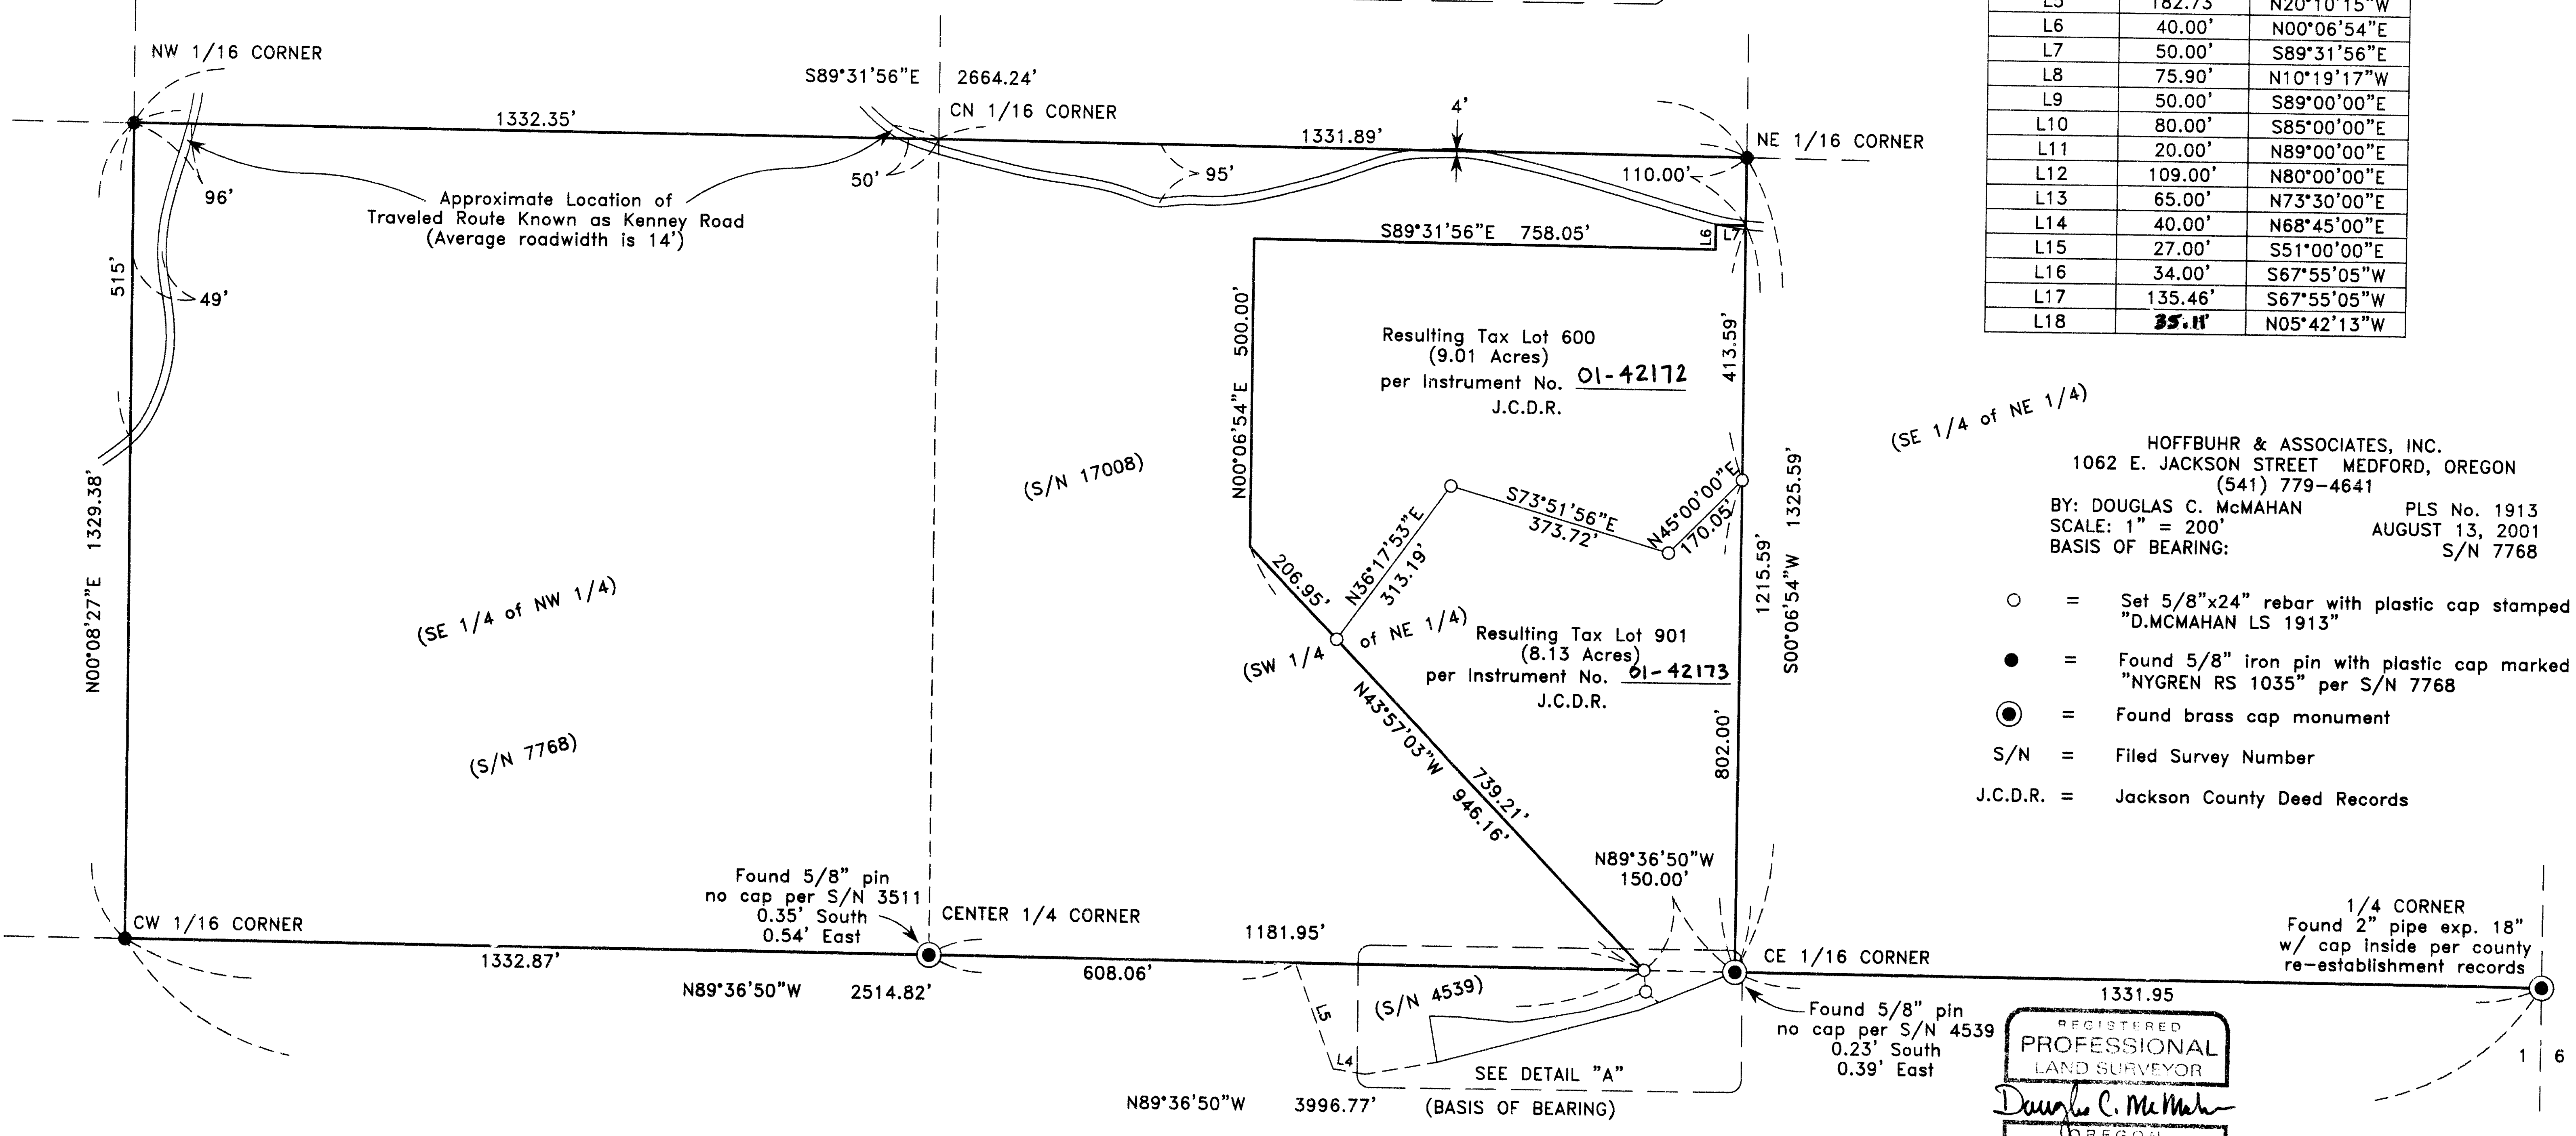 L5 182.73' N20°10'15"W
L6 40.00' N00°06'54"E
L7 50.00' S89°31'56"E
L8 75.90' N10°19'17"W
L9 50.00' S89°00'00"E
L10 80.00' S85°00'00"E
L11 20.00' N89°00'00"E
L12 109.00' N80°00'00"E
L13 65.00' N73°30'00"E
L14 40.00' N68°45'00"E
L15 27.00' S51°00'00"E
L16 34.00' S67°55'05"W
L17 135.46' S67°55'05"W
L18 35.11' N05°42'13"W
NW 1/16 CORNER
S89°31'56"E 2664.24'
CN 1/16 CORNER
1332.35'
1331.89'
4'
NE 1/16 CORNER
96'
50'
95'
110.00'
Approximate Location of
Traveled Route Known as Kenney Road
(Average roadwidth is 14')
515'
49'
S89°31'56"E 758.05'
L6
L7
N00°06'54"E 500.00'
Resulting Tax Lot 600
(9.01 Acres)
per Instrument No. 01-42172
J.C.D.R.
413.59'
(SE 1/4 of NE 1/4)
(S/N 17008)
N00°08'27"E 1329.38'
S73°51'56"E
373.72'
N45°00'00"E
170.05'
N36°17'53"E
313.19'
206.95'
1215.59'
S00°06'54"W 1325.59'
(SE 1/4 of NW 1/4)
(SW 1/4 of NE 1/4)
Resulting Tax Lot 901
(8.13 Acres)
per Instrument No. 01-42173
J.C.D.R.
N43°57'03"W 946.16'
739.21'
802.00'
(S/N 7768)
HOFFBUHR & ASSOCIATES, INC.
1062 E. JACKSON STREET MEDFORD, OREGON
(541) 779-4641
BY: DOUGLAS C. McMAHAN PLS No. 1913
SCALE: 1" = 200' AUGUST 13, 2001
BASIS OF BEARING: S/N 7768
= Set 5/8"x24" rebar with plastic cap stamped
"D.MCMAHAN LS 1913"
= Found 5/8" iron pin with plastic cap marked
"NYGREN RS 1035" per S/N 7768
= Found brass cap monument
S/N = Filed Survey Number
J.C.D.R. = Jackson County Deed Records
N89°36'50"W
150.00'
Found 5/8" pin
no cap per S/N 3511
0.35' South
0.54' East
CW 1/16 CORNER
CENTER 1/4 CORNER
1181.95'
CE 1/16 CORNER
1/4 CORNER
Found 2" pipe exp. 18"
w/ cap inside per county
re-establishment records
1332.87'
608.06'
N89°36'50"W 2514.82'
1331.95
(S/N 4539)
L5
L4
Found 5/8" pin
no cap per S/N 4539
0.23' South
0.39' East
SEE DETAIL "A"
N89°36'50"W 3996.77' (BASIS OF BEARING)
1 6
REGISTERED
PROFESSIONAL
LAND SURVEYOR
Douglas C. McMahan
OREGON